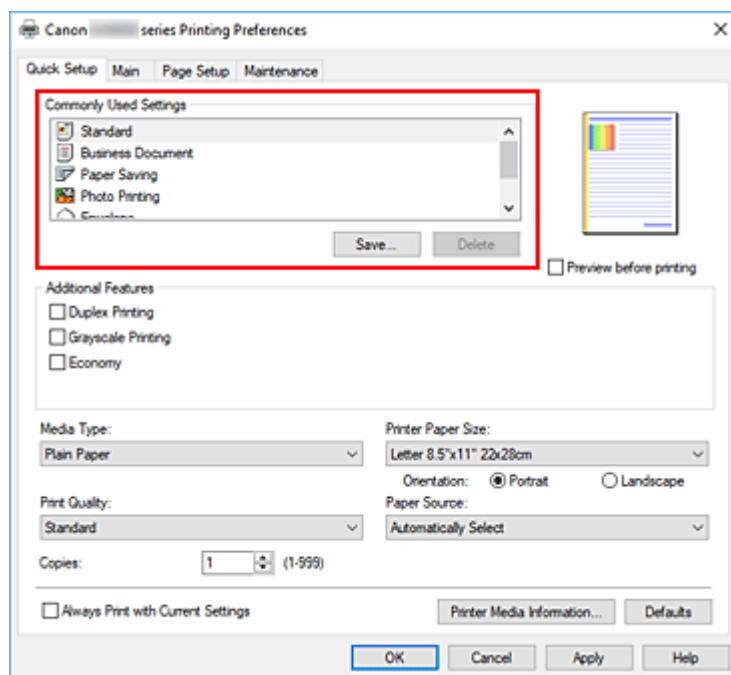 Canon series Printing Preferences
Quick Setup Main Page Setup Maintenance
Commonly Used Settings
Standard
Business Document
Paper Saving
Photo Printing
Save... Delete
Preview before printing
Additional Features
Duplex Printing
Grayscale Printing
Economy
Media Type: Printer Paper Size:
Plain Paper Letter 8.5"x11" 22x28cm
Orientation: Portrait Landscape
Print Quality: Paper Source:
Standard Automatically Select
Copies: 1 (1-999)
Always Print with Current Settings Printer Media Information... Defaults
OK Cancel Apply Help